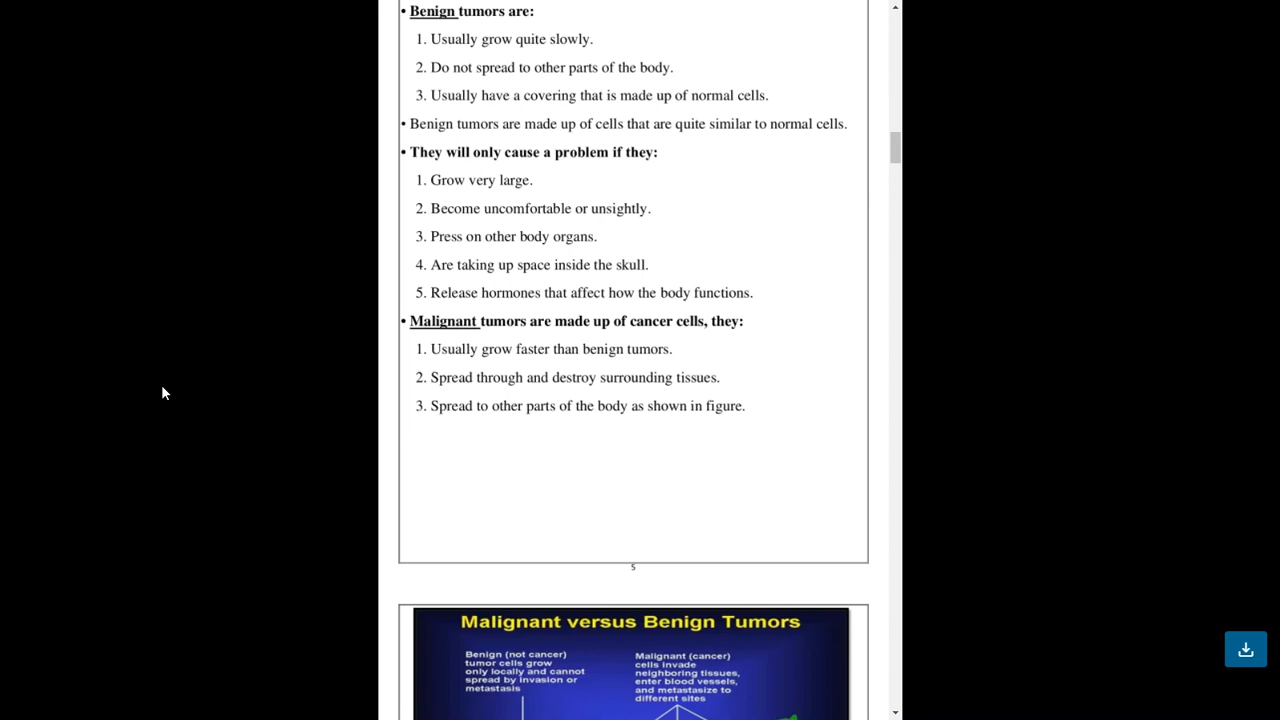 • Benign tumors are:
1. Usually grow quite slowly.
2. Do not spread to other parts of the body.
3. Usually have a covering that is made up of normal cells.
• Benign tumors are made up of cells that are quite similar to normal cells.
• They will only cause a problem if they:
1. Grow very large.
2. Become uncomfortable or unsightly.
3. Press on other body organs.
4. Are taking up space inside the skull.
5. Release hormones that affect how the body functions.
• Malignant tumors are made up of cancer cells, they:
1. Usually grow faster than benign tumors.
2. Spread through and destroy surrounding tissues.
3. Spread to other parts of the body as shown in figure.
5
Malignant versus Benign Tumors
Benign (not cancer)
tumor cells grow
only locally and cannot
spread by invasion or
metastasis
Malignant (cancer)
cells invade
neighboring tissues,
enter blood vessels,
and metastasize to
different sites